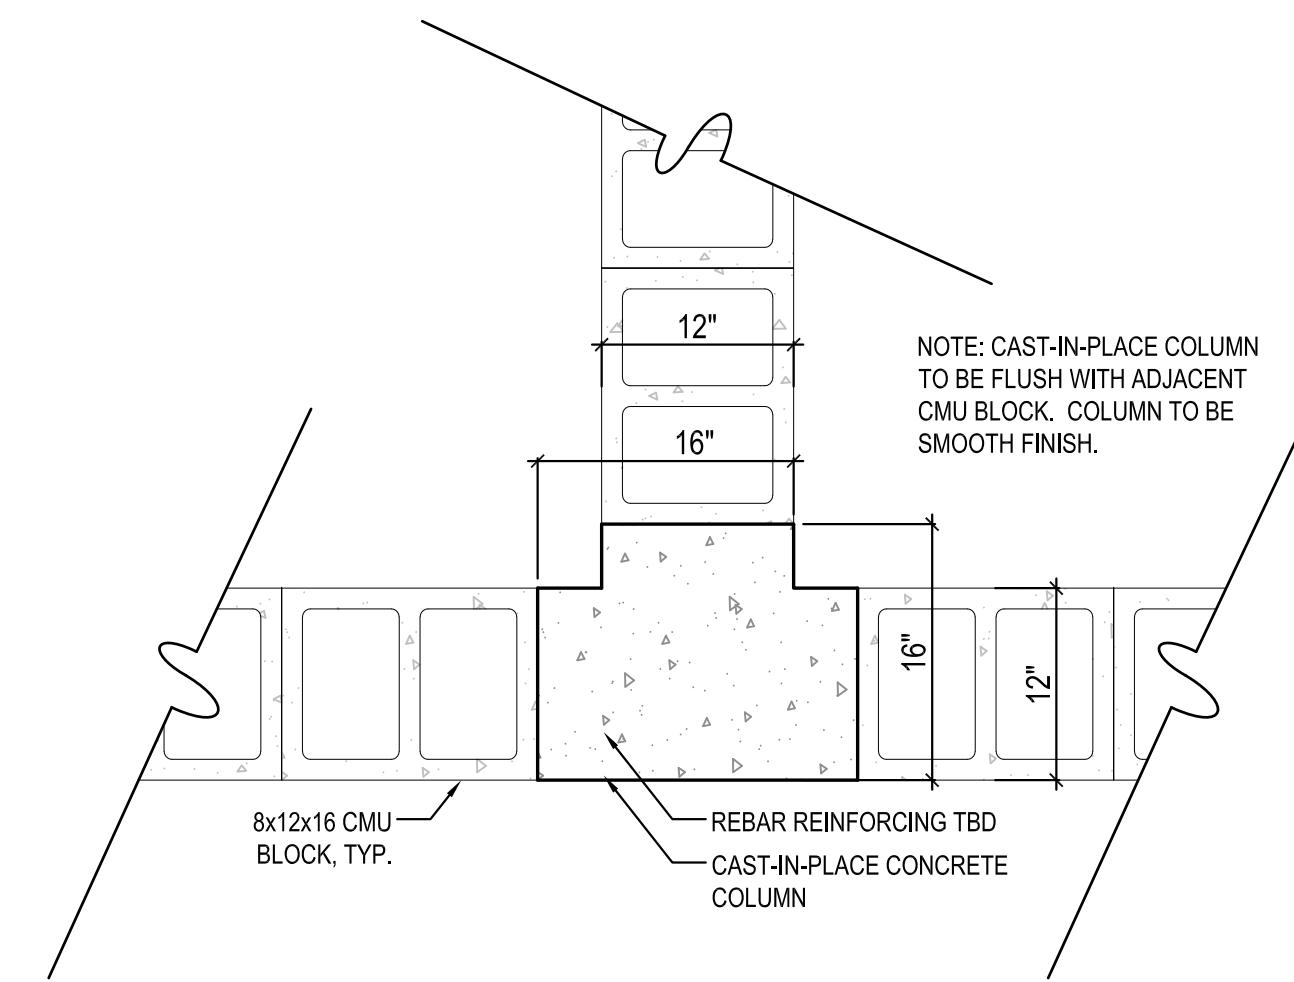 12"
NOTE: CAST-IN-PLACE COLUMN
TO BE FLUSH WITH ADJACENT
CMU BLOCK. COLUMN TO BE
SMOOTH FINISH.
16"
16"
12"
8x12x16 CMU
BLOCK, TYP.
REBAR REINFORCING TBD
CAST-IN-PLACE CONCRETE
COLUMN